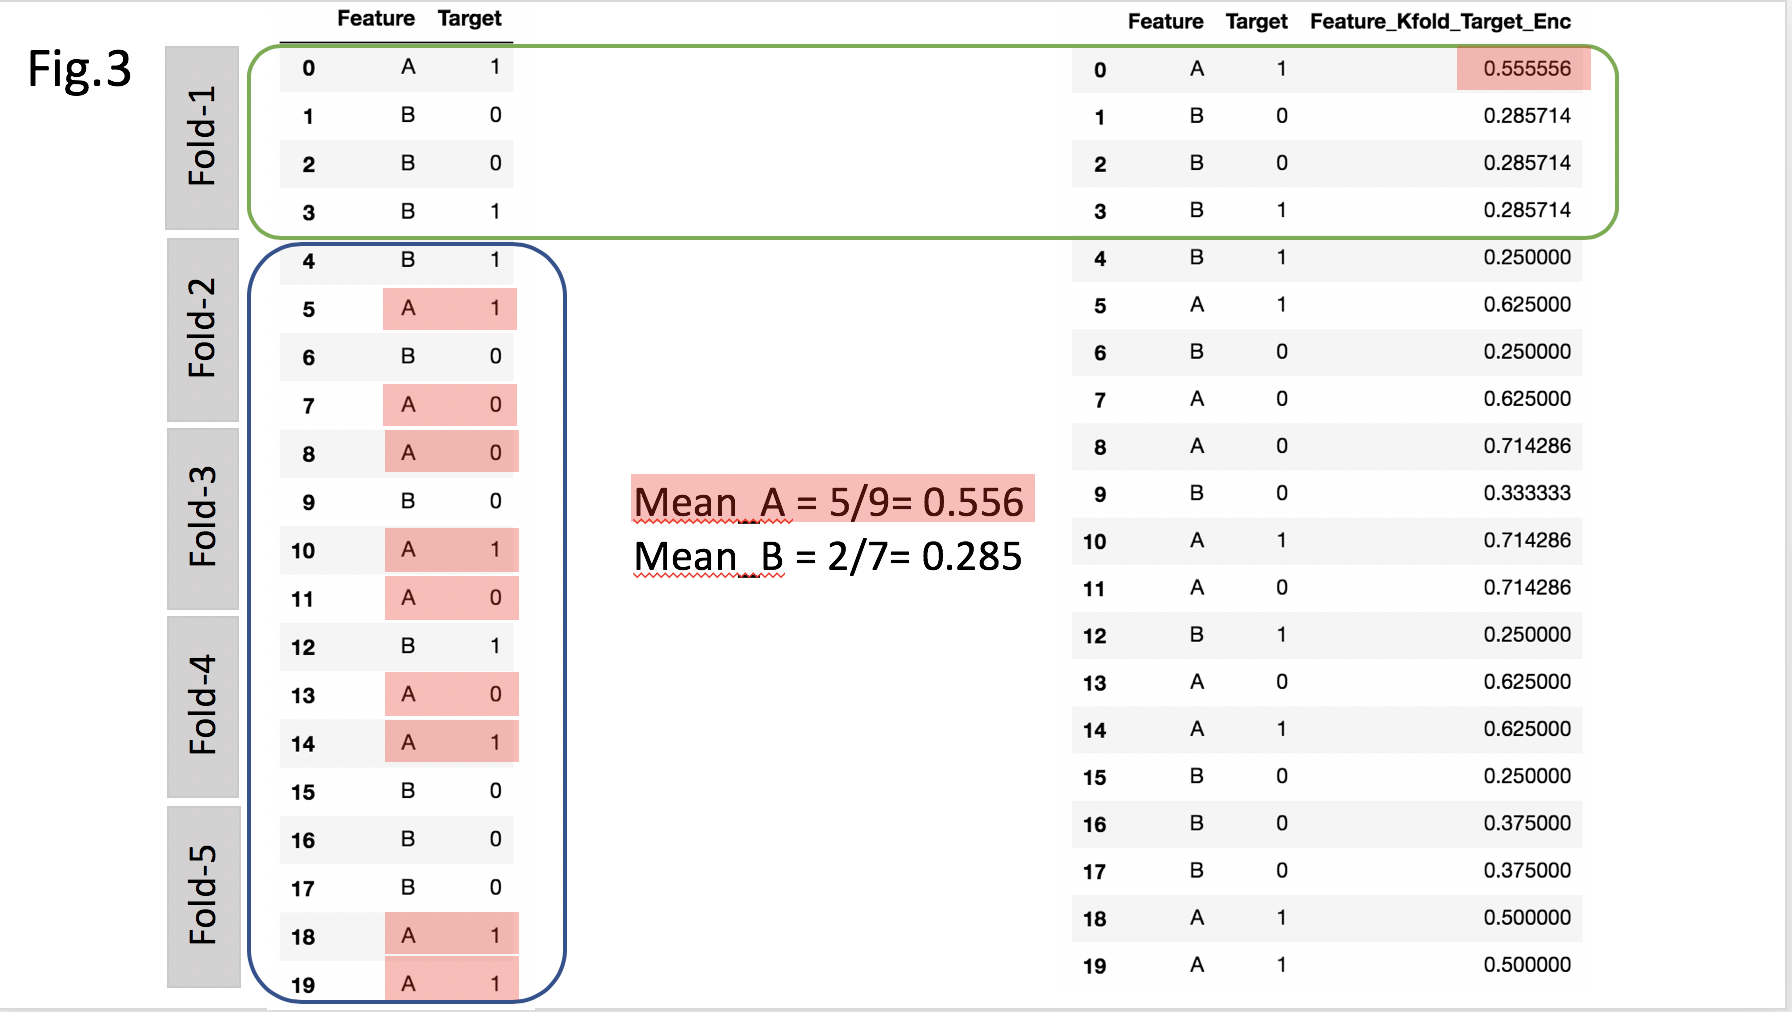 Fig.3
Feature Target
Fold-1
0 A 1
1 B 0
2 B 0
3 B 1
Fold-2
4 B 1
5 A 1
6 B 0
7 A 0
Fold-3
8 A 0
9 B 0
10 A 1
11 A 0
Fold-4
12 B 1
13 A 0
14 A 1
15 B 0
Fold-5
16 B 0
17 B 0
18 A 1
19 A 1
Mean_A = 5/9= 0.556
Mean_B = 2/7= 0.285
Feature Target Feature_Kfold_Target_Enc
0 A 1 0.555556
1 B 0 0.285714
2 B 0 0.285714
3 B 1 0.285714
4 B 1 0.250000
5 A 1 0.625000
6 B 0 0.250000
7 A 0 0.625000
8 A 0 0.714286
9 B 0 0.333333
10 A 1 0.714286
11 A 0 0.714286
12 B 1 0.250000
13 A 0 0.625000
14 A 1 0.625000
15 B 0 0.250000
16 B 0 0.375000
17 B 0 0.375000
18 A 1 0.500000
19 A 1 0.500000